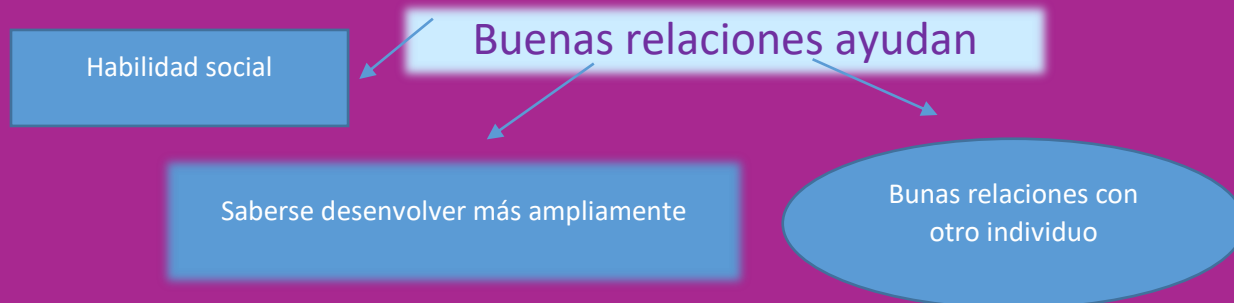 Buenas relaciones ayudan
Habilidad social
Saberse desenvolver más ampliamente
Bunas relaciones con
otro individuo